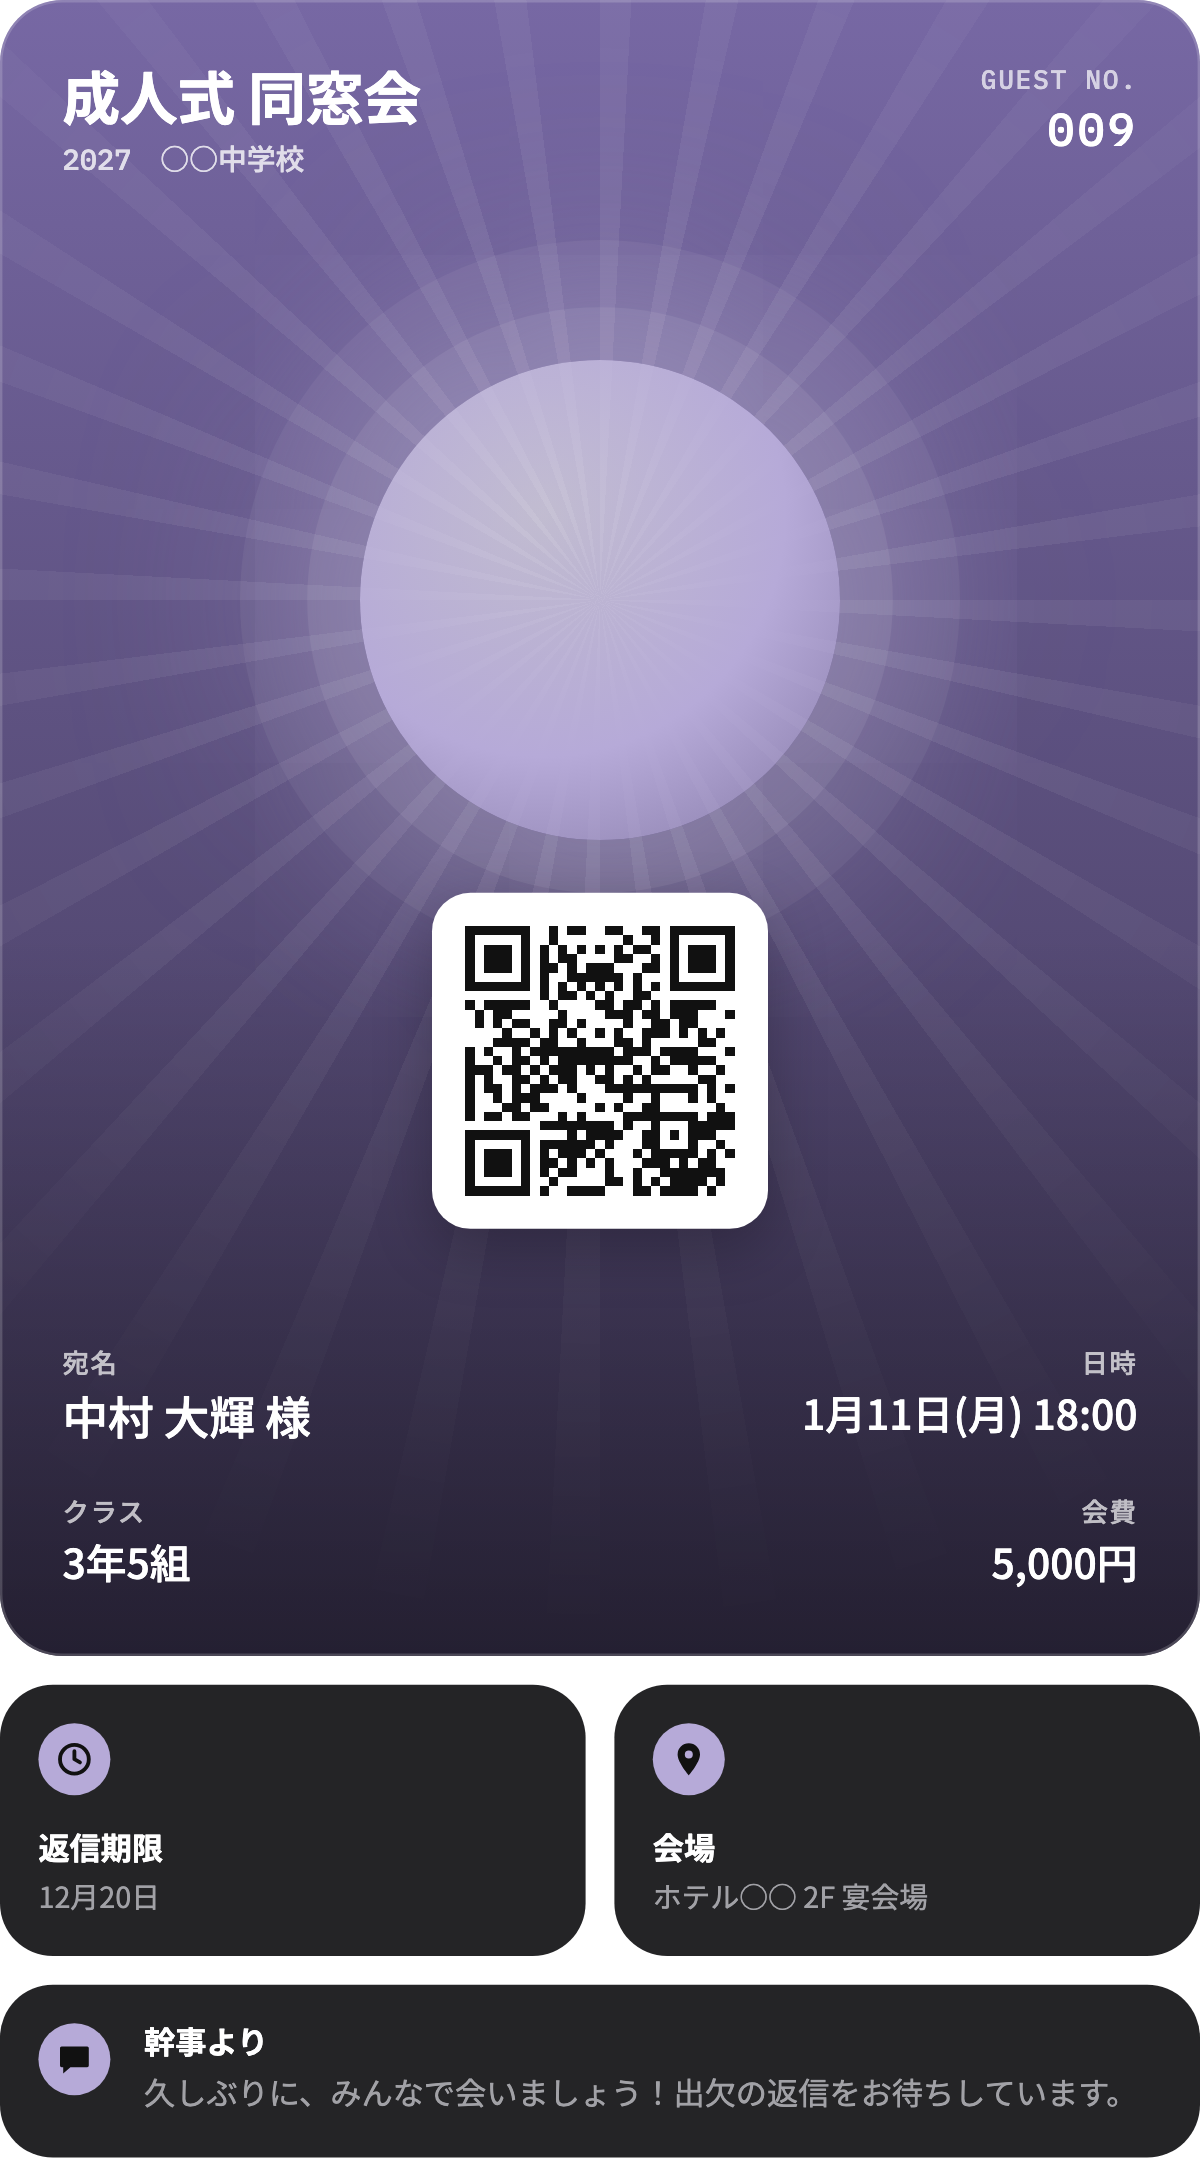 成人式 同窓会
2027 〇〇中学校
GUEST NO.
009
宛名
中村 大輝 様
日時
1月11日(月) 18:00
クラス
3年5組
会費
5,000円
返信期限
12月20日
会場
ホテル〇〇 2F 宴会場
幹事より
久しぶりに、みんなで会いましょう！出欠の返信をお待ちしています。